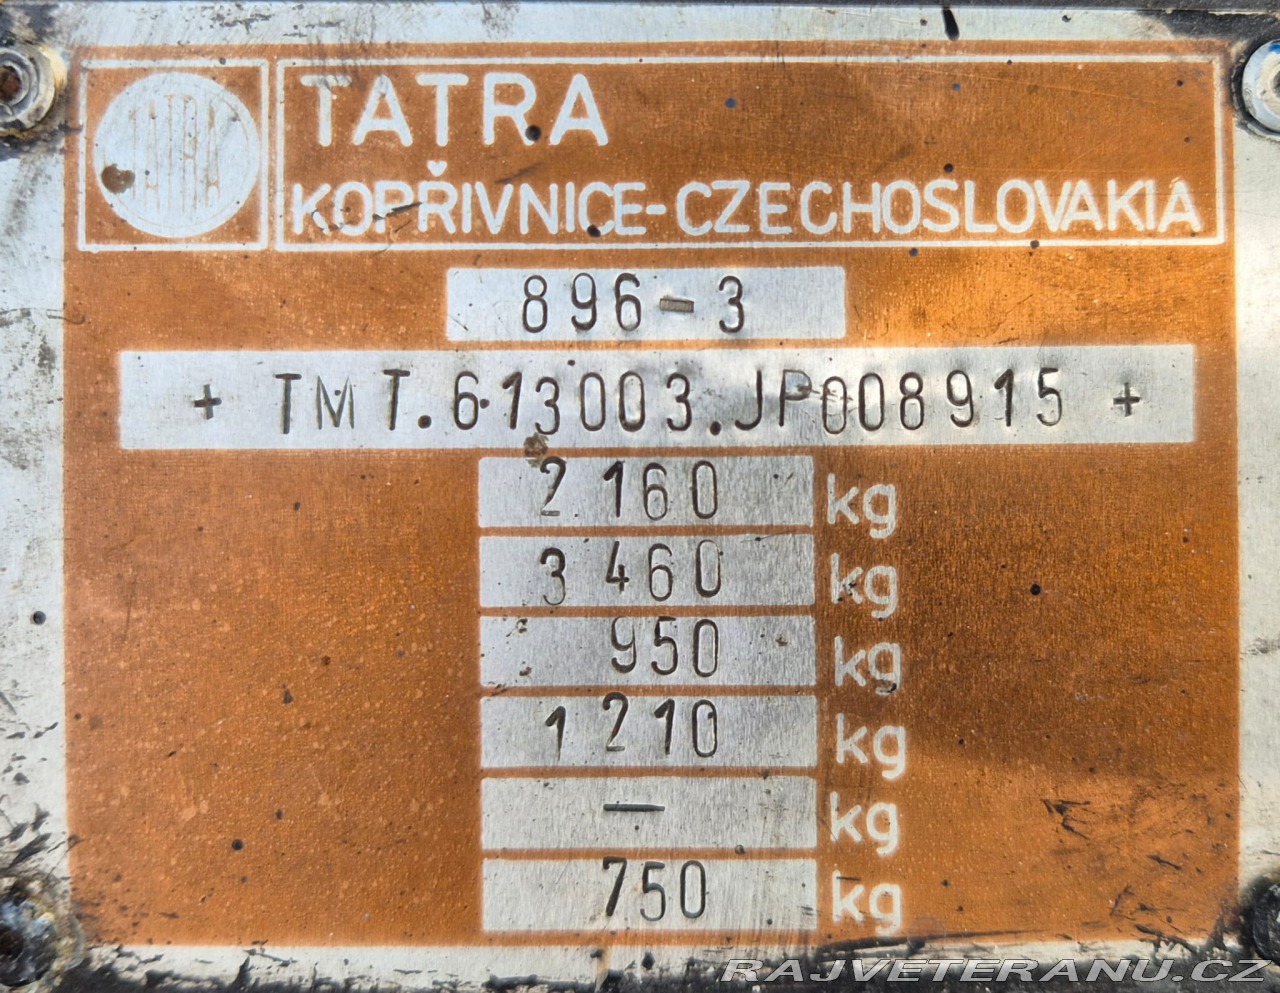 TATRA
TATRA
KOPŘIVNICE-CZECHOSLOVAKIA
896-3
+ TMT.613003.JP008915 +
2 160 kg
3 460 kg
950 kg
1 210 kg
— kg
750 kg
RAJVETERANU.CZ